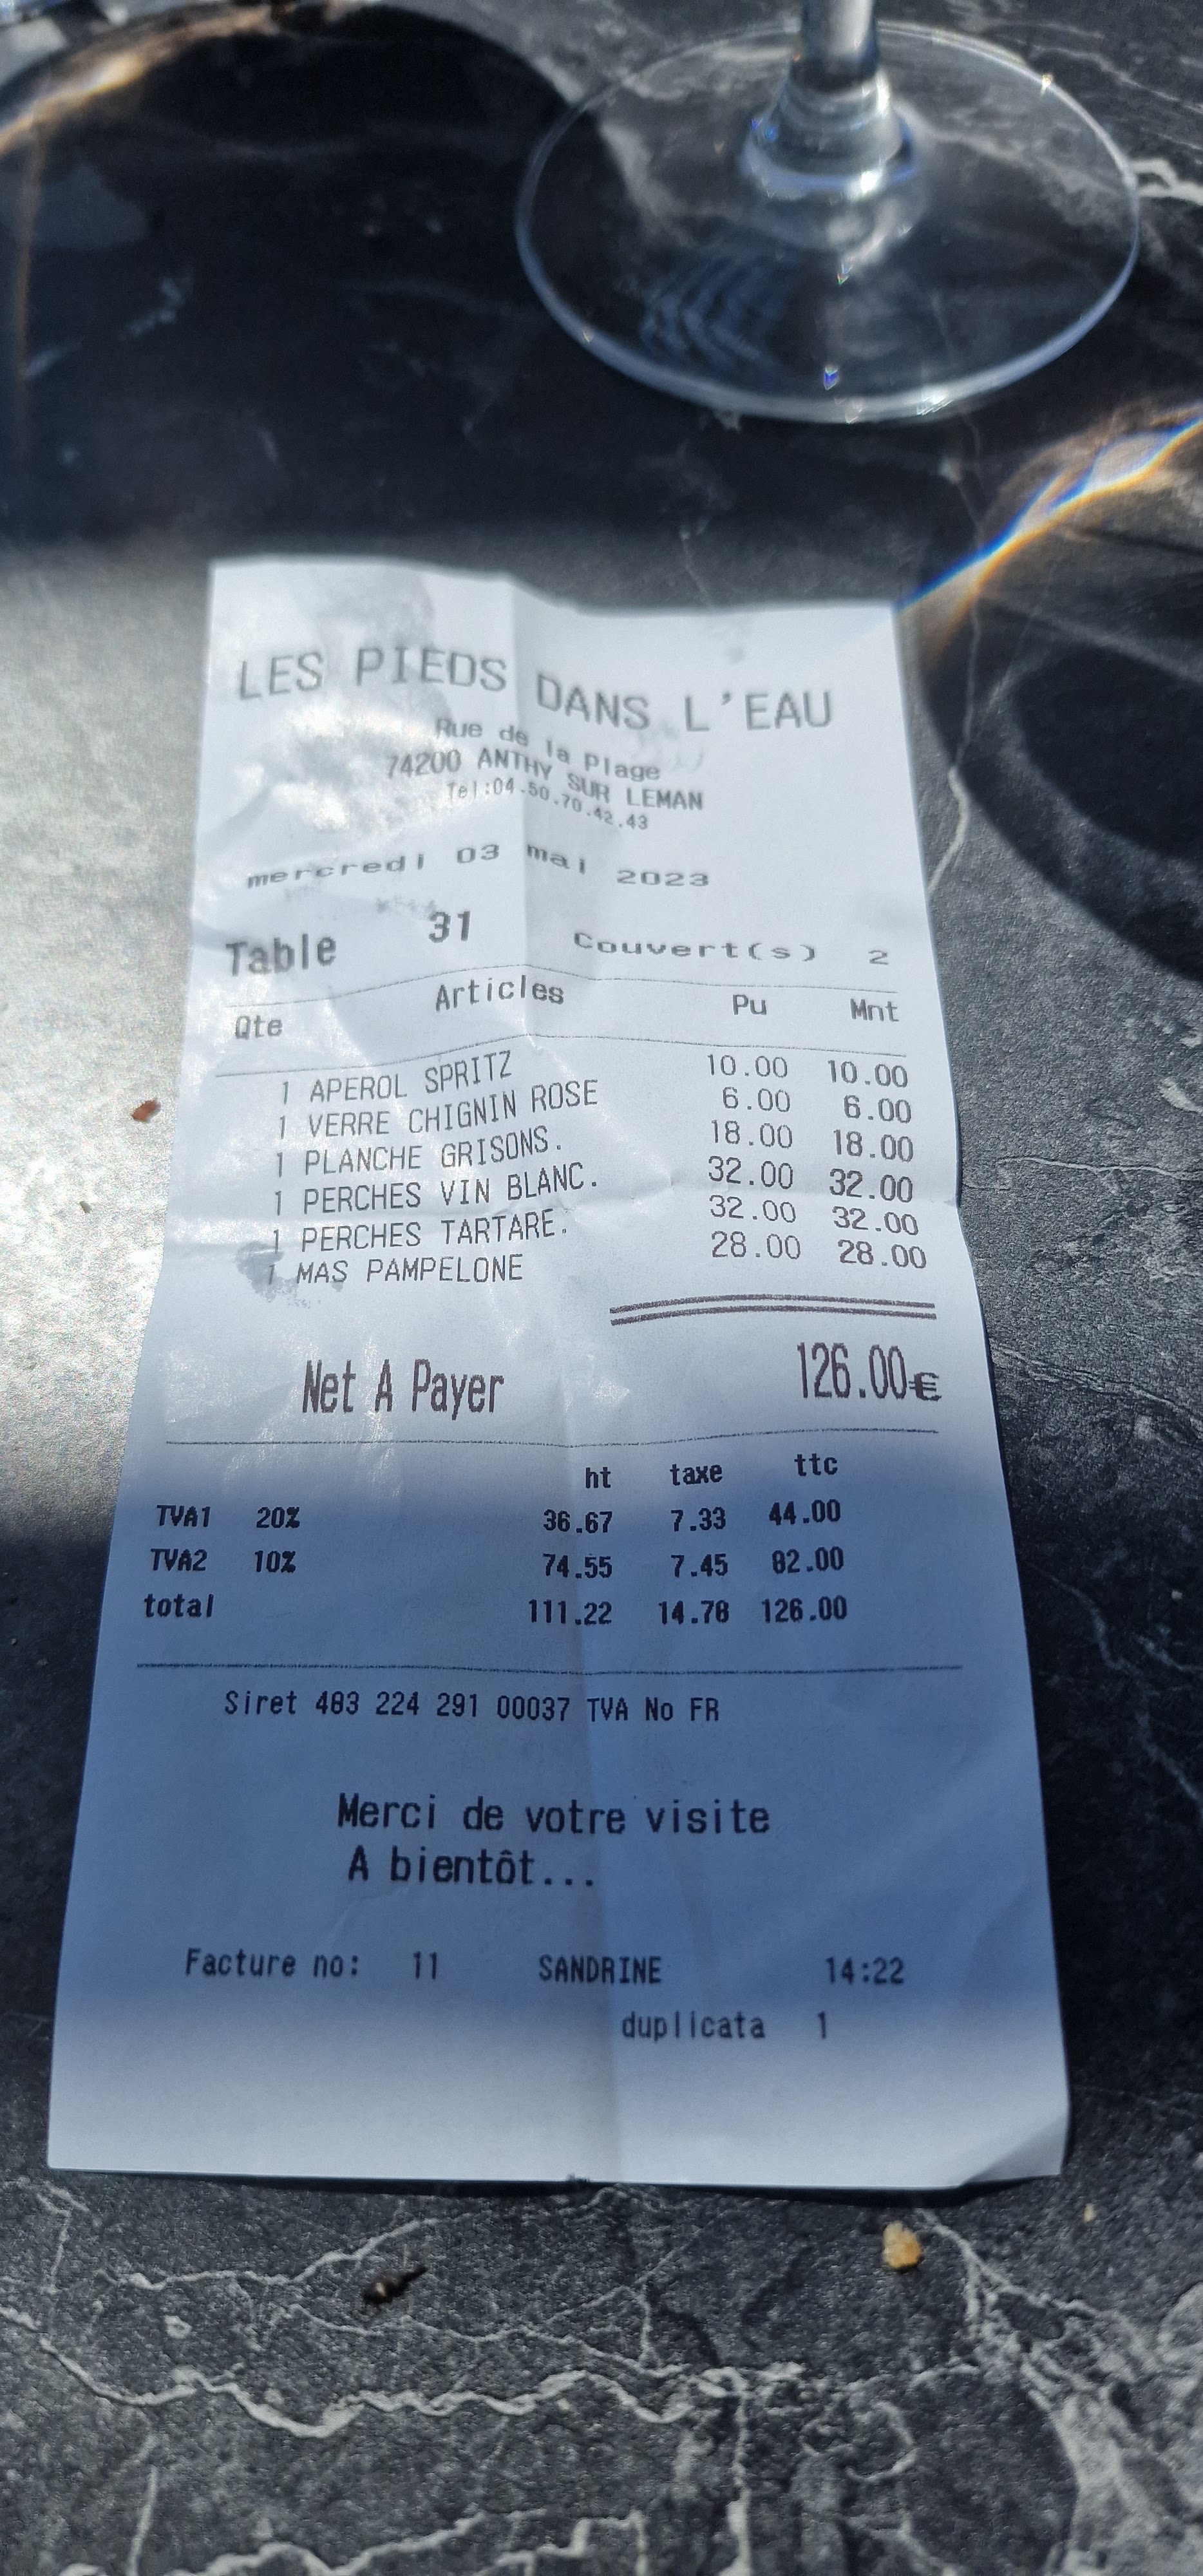 LES PIEDS DANS L'EAU
Rue de la Plage
74200 ANTHY SUR LEMAN
Tel:04.50.70.42.43
mercredi 03 mai 2023
Table 31 Couvert(s) 2
Qte Articles Pu Mnt
1 APEROL SPRITZ 10.00 10.00
1 VERRE CHIGNIN ROSE 6.00 6.00
1 PLANCHE GRISONS. 18.00 18.00
1 PERCHES VIN BLANC. 32.00 32.00
1 PERCHES TARTARE. 32.00 32.00
1 MAS PAMPELONE 28.00 28.00
Net A Payer 126.00€
ht taxe ttc
TVA1 20% 36.67 7.33 44.00
TVA2 10% 74.55 7.45 82.00
total 111.22 14.78 126.00
Siret 483 224 291 00037 TVA No FR
Merci de votre visite
A bientôt...
Facture no: 11 SANDRINE 14:22
duplicata 1